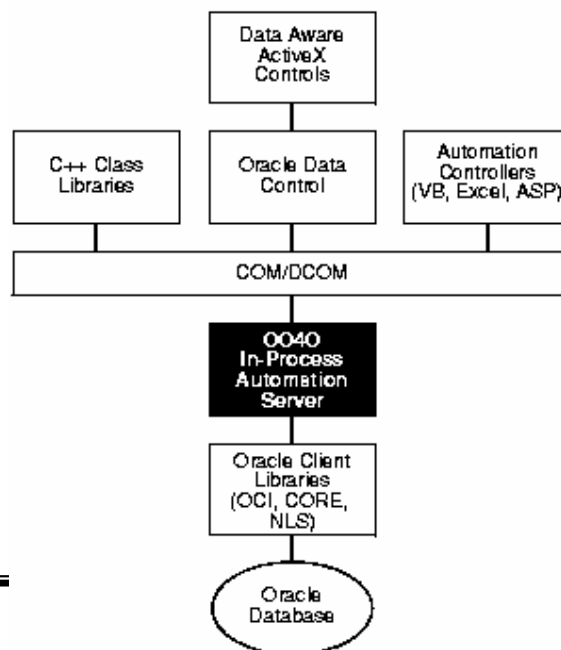 Data Aware
ActiveX
Controls
C++ Class
Libraries
Oracle Data
Control
Automation
Controllers
(VB, Excel, ASP)
COM/DCOM
OO4O
In-Process
Automation
Server
Oracle Client
Libraries
(OCI, CORE,
NLS)
Oracle
Database